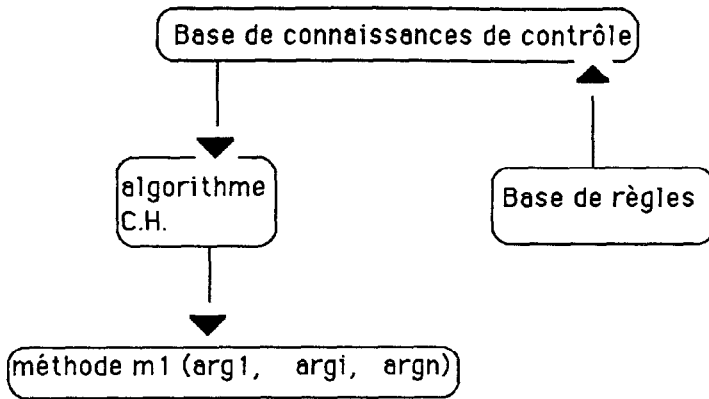 Base de connaissances de contrôle
algorithme
C.H.
Base de règles
méthode m1 (arg1, argi, argn)